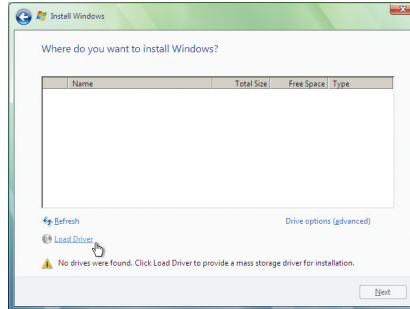 Install Windows
Where do you want to install Windows?
Name Total Size Free Space Type
Refresh Drive options (advanced)
Load Driver
No drives were found. Click Load Driver to provide a mass storage driver for installation.
Next